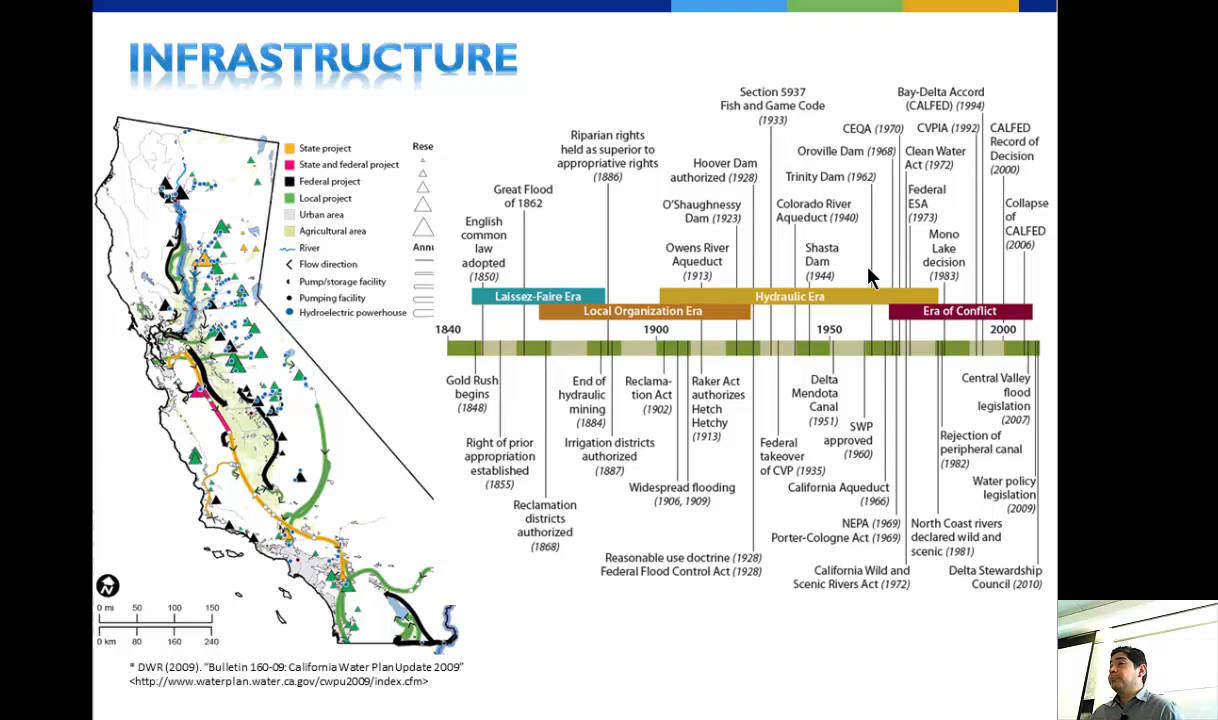 INFRASTRUCTURE
State project
State and federal project
Federal project
Local project
Urban area
Agricultural area
River
Flow direction
Pump/storage facility
Pumping facility
Hydroelectric powerhouse
Rese
Annu
N
0 mi 50 100 150
0 km 80 160 240
* DWR (2009). "Bulletin 160-09: California Water Plan Update 2009"
<http://www.waterplan.water.ca.gov/cwpu2009/index.cfm>
English
common
law
adopted
(1850)
Great Flood
of 1862
Riparian rights
held as superior to
appropriative rights
(1886)
Section 5937
Fish and Game Code
(1933)
Hoover Dam
authorized (1928)
O'Shaughnessy
Dam (1923)
Owens River
Aqueduct
(1913)
Bay-Delta Accord
(CALFED) (1994)
CEQA (1970)
CVPIA (1992)
Oroville Dam (1968)
Trinity Dam (1962)
Colorado River
Aqueduct (1940)
Shasta
Dam
(1944)
Clean Water
Act (1972)
Federal
ESA
(1973)
Mono
Lake
decision
(1983)
CALFED
Record of
Decision
(2000)
Collapse
of
CALFED
(2006)
Laissez-Faire Era
Hydraulic Era
Local Organization Era
Era of Conflict
1840 1900 1950 2000
Gold Rush
begins
(1848)
Right of prior
appropriation
established
(1855)
Reclamation
districts
authorized
(1868)
End of
hydraulic
mining
(1884)
Irrigation districts
authorized
(1887)
Reclama-
tion Act
(1902)
Widespread flooding
(1906, 1909)
Raker Act
authorizes
Hetch
Hetchy
(1913)
Reasonable use doctrine (1928)
Federal Flood Control Act (1928)
Federal
takeover
of CVP (1935)
Delta
Mendota
Canal
(1951)
SWP
approved
(1960)
California Aqueduct
(1966)
NEPA (1969)
Porter-Cologne Act (1969)
California Wild and
Scenic Rivers Act (1972)
North Coast rivers
declared wild and
scenic (1981)
Rejection of
peripheral canal
(1982)
Central Valley
flood
legislation
(2007)
Water policy
legislation
(2009)
Delta Stewardship
Council (2010)